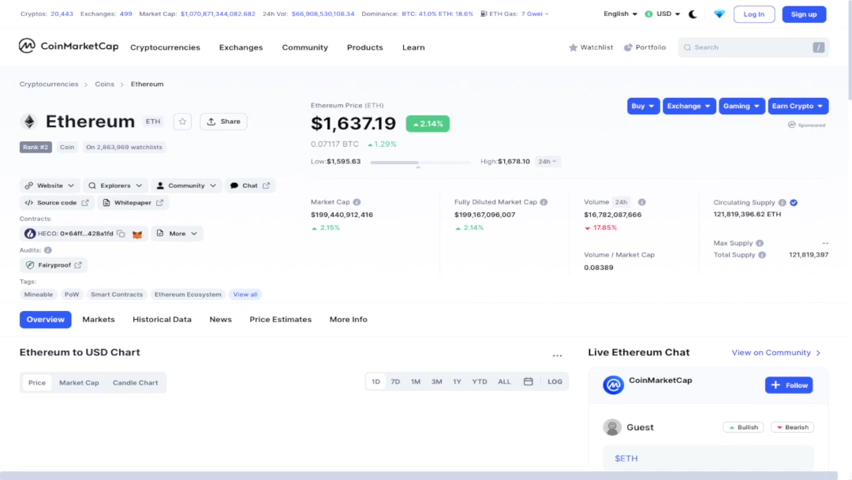 Cryptos: 20,443 Exchanges: 499 Market Cap: $1,070,871,344,082,682 24h Vol: $66,908,530,108.34 Dominance: BTC: 41.0% ETH: 18.6% ETH Gas: 7 Gwei English USD Log In Sign up
CoinMarketCap Cryptocurrencies Exchanges Community Products Learn Watchlist Portfolio Search /
Cryptocurrencies > Coins > Ethereum
Ethereum ETH Share
Rank #2 Coin On 2,863,969 watchlists
Ethereum Price (ETH)
$1,637.19 2.14%
0.07117 BTC 1.29%
Low: $1,595.63 High: $1,678.10 24h
Buy Exchange Gaming Earn Crypto
Sponsored
Website Explorers Community Chat
Source code Whitepaper
Contracts:
HECO: 0x64ff...428a1fd More
Audits:
Fairyproof
Tags:
Mineable PoW Smart Contracts Ethereum Ecosystem View all
Market Cap
$199,440,912,416
2.15%
Fully Diluted Market Cap
$199,167,096,007
2.14%
Volume 24h
$16,782,087,666
17.85%
Volume / Market Cap
0.08389
Circulating Supply
121,819,396.62 ETH
Max Supply --
Total Supply 121,819,397
Overview Markets Historical Data News Price Estimates More Info
Ethereum to USD Chart ...
Price Market Cap Candle Chart 1D 7D 1M 3M 1Y YTD ALL LOG
Live Ethereum Chat View on Community >
CoinMarketCap + Follow
Guest Bullish Bearish
$ETH